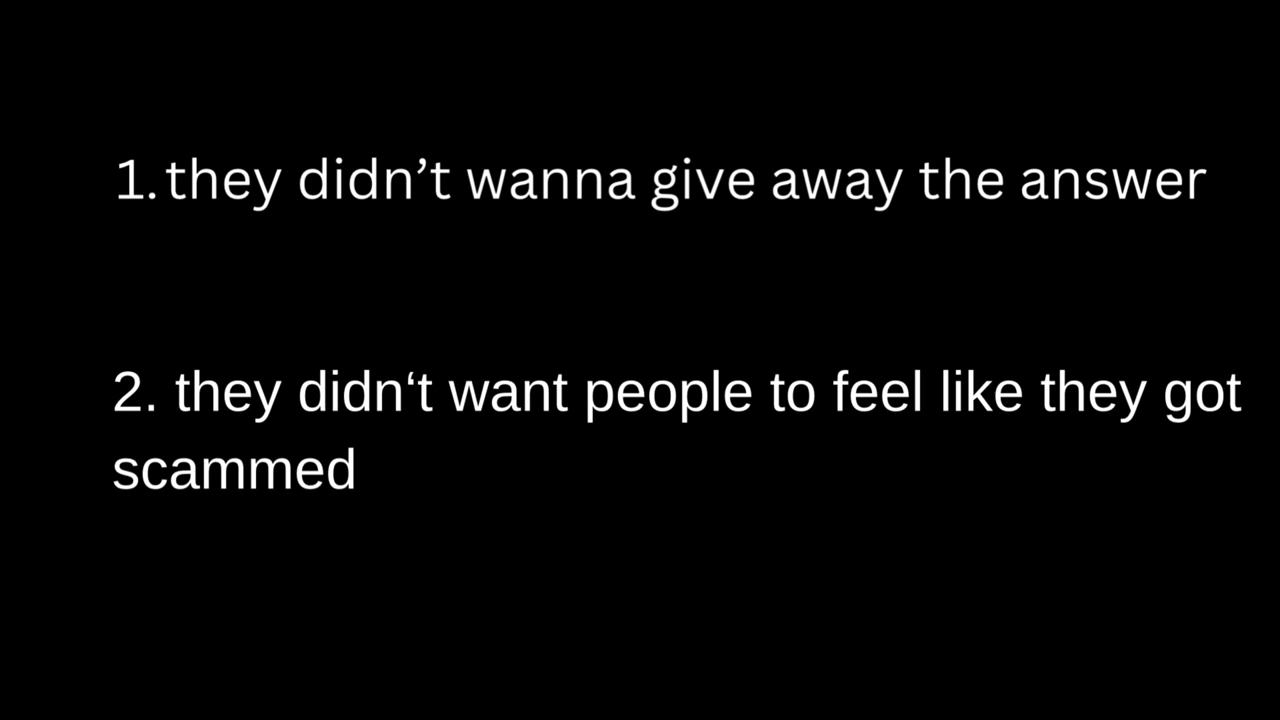 1. they didn’t wanna give away the answer
2. they didn‘t want people to feel like they got
scammed